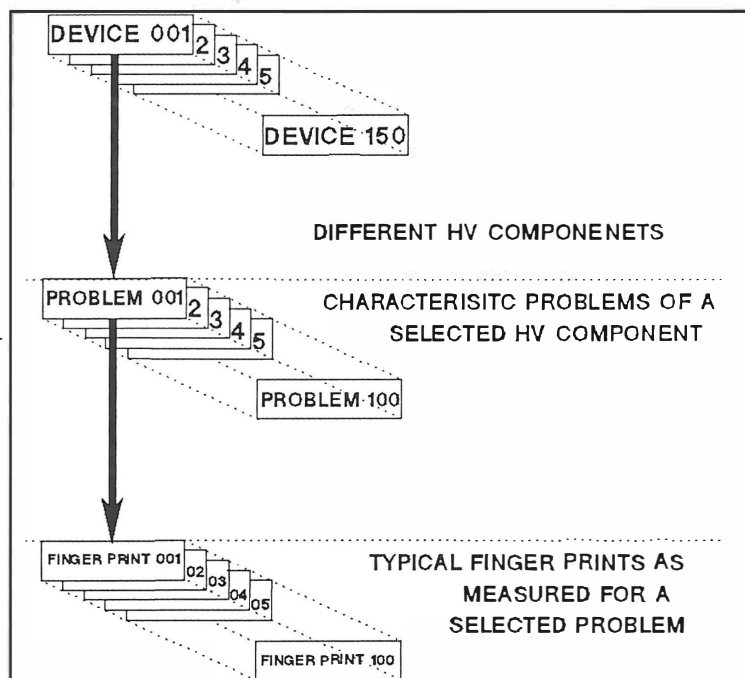 DEVICE 001
2
3
4
5
DEVICE 150
DIFFERENT HV COMPONENETS
PROBLEM 001
2
3
4
5
CHARACTERISITC PROBLEMS OF A
SELECTED HV COMPONENT
PROBLEM 100
FINGER PRINT 001
02
03
04
05
TYPICAL FINGER PRINTS AS
MEASURED FOR A
SELECTED PROBLEM
FINGER PRINT 100